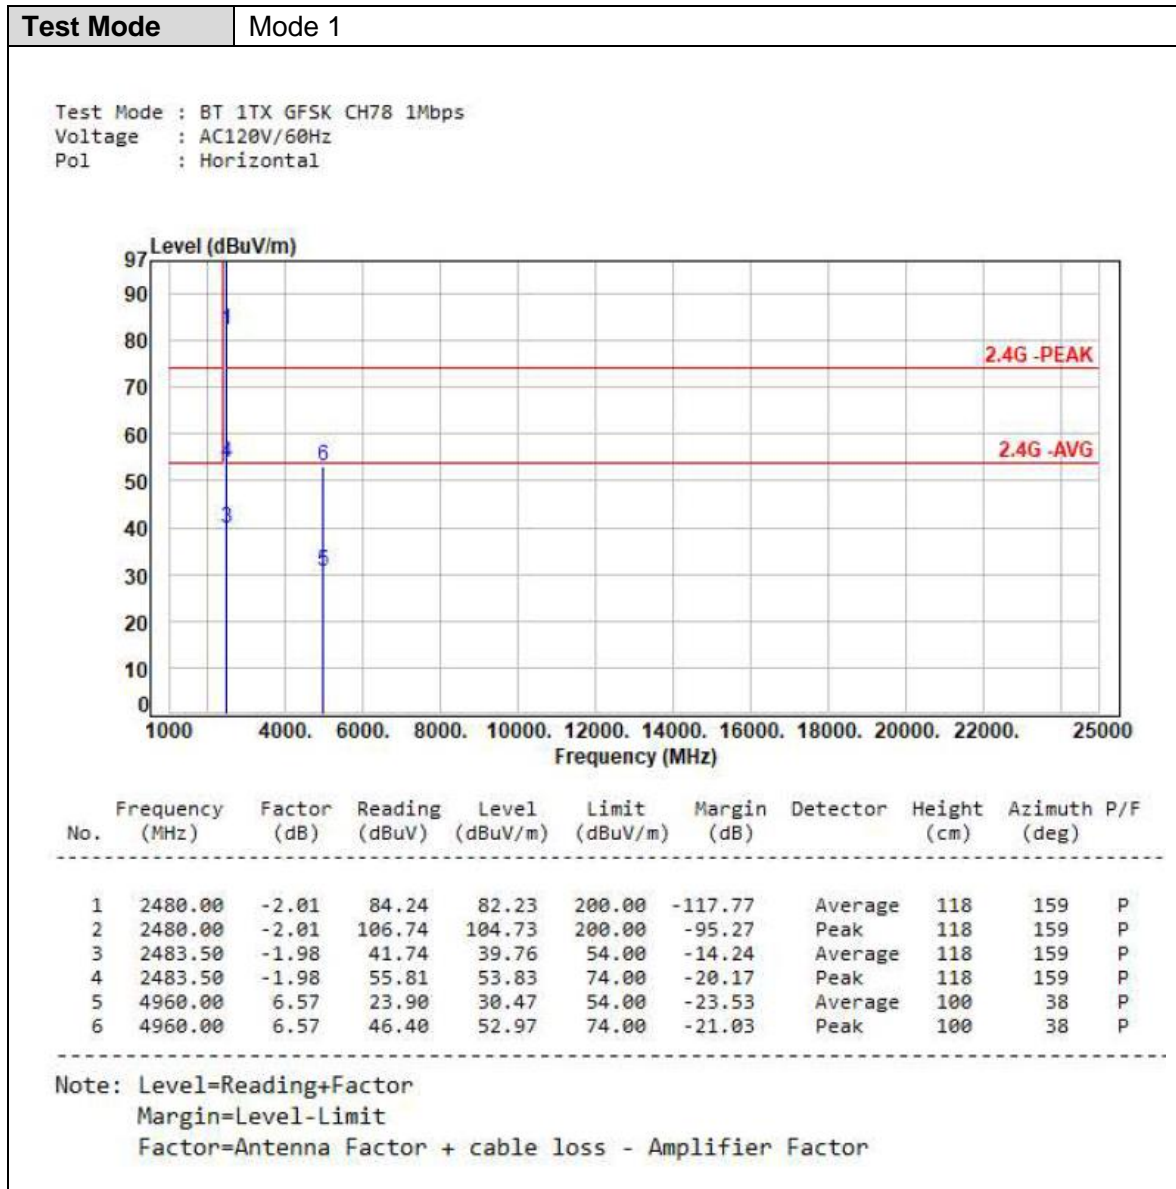 Test Mode Mode 1
Test Mode : BT 1TX GFSK CH78 1Mbps
Voltage : AC120V/60Hz
Pol : Horizontal
Level (dBuV/m)
97
90
80
70
60
50
40
30
20
10
0
1
2.4G -PEAK
4
6
2.4G -AVG
3
5
1000 4000. 6000. 8000. 10000. 12000. 14000. 16000. 18000. 20000. 22000. 25000
Frequency (MHz)
Frequency Factor Reading Level Limit Margin Detector Height Azimuth P/F
No. (MHz) (dB) (dBuV) (dBuV/m) (dBuV/m) (dB) (cm) (deg)
1 2480.00 -2.01 84.24 82.23 200.00 -117.77 Average 118 159 P
2 2480.00 -2.01 106.74 104.73 200.00 -95.27 Peak 118 159 P
3 2483.50 -1.98 41.74 39.76 54.00 -14.24 Average 118 159 P
4 2483.50 -1.98 55.81 53.83 74.00 -20.17 Peak 118 159 P
5 4960.00 6.57 23.90 30.47 54.00 -23.53 Average 100 38 P
6 4960.00 6.57 46.40 52.97 74.00 -21.03 Peak 100 38 P
Note: Level=Reading+Factor
Margin=Level-Limit
Factor=Antenna Factor + cable loss - Amplifier Factor